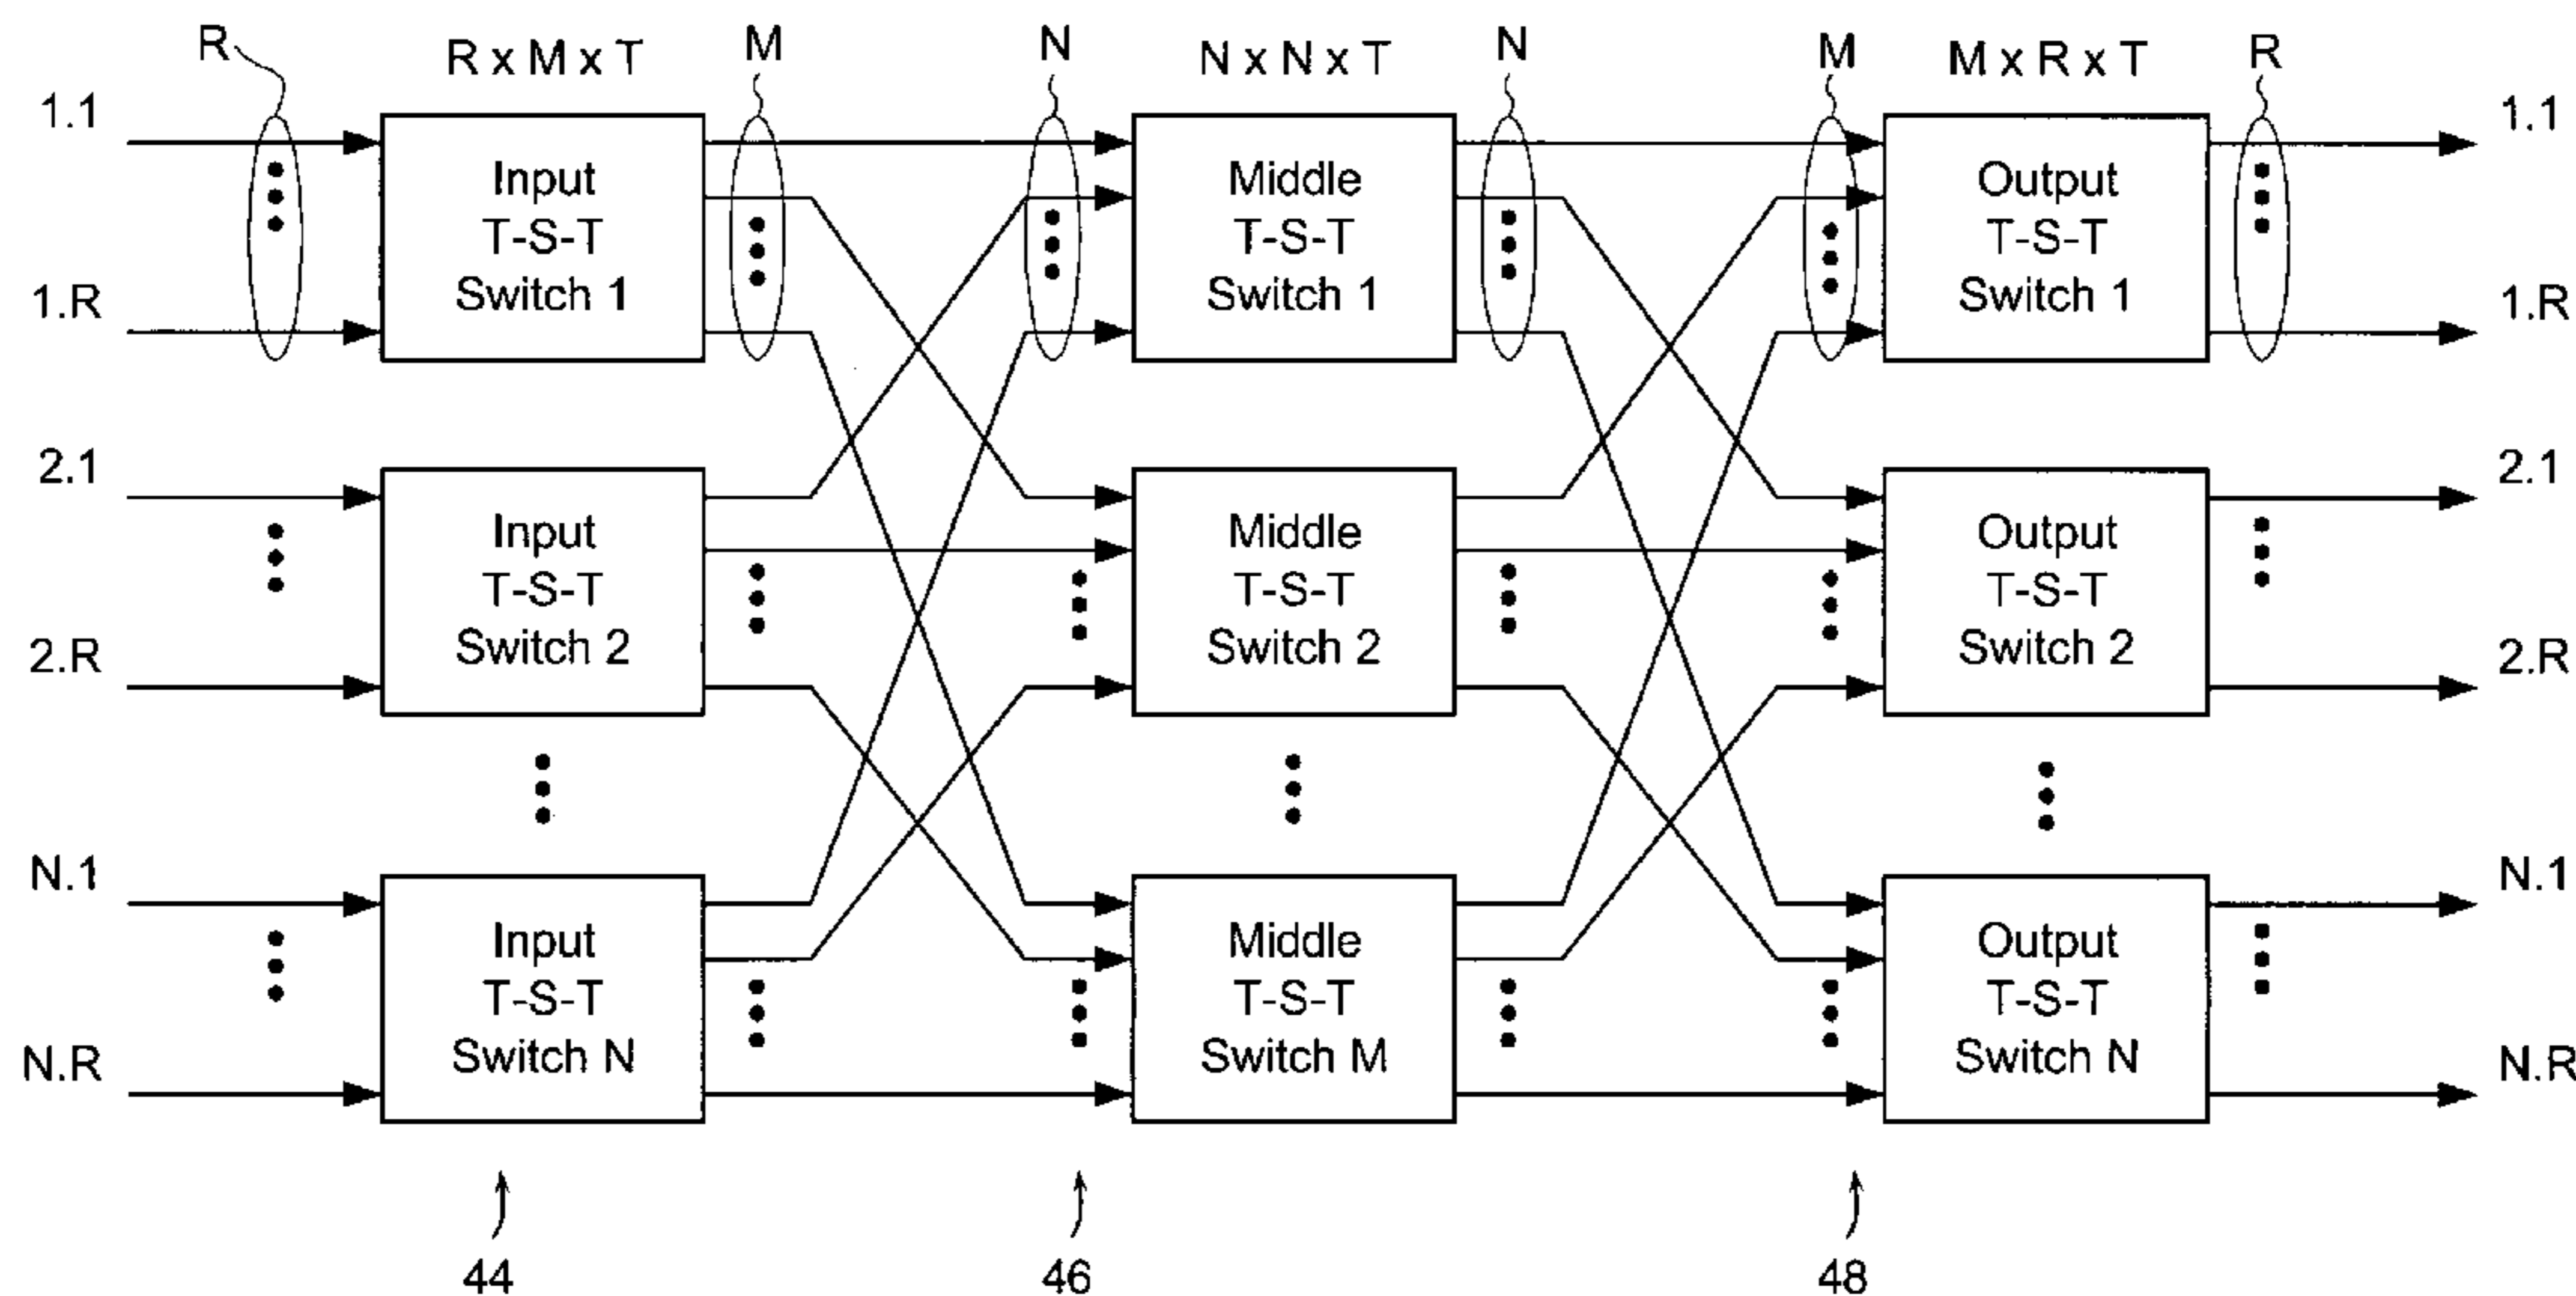 R R x M x T M N N x N x T N M M x R x T R
1.1 1.1
Input Middle Output
T-S-T T-S-T T-S-T
Switch 1 Switch 1 Switch 1
1.R 1.R
2.1 2.1
Input Middle Output
T-S-T T-S-T T-S-T
Switch 2 Switch 2 Switch 2
2.R 2.R
N.1 N.1
Input Middle Output
T-S-T T-S-T T-S-T
Switch N Switch M Switch N
N.R N.R
44 46 48